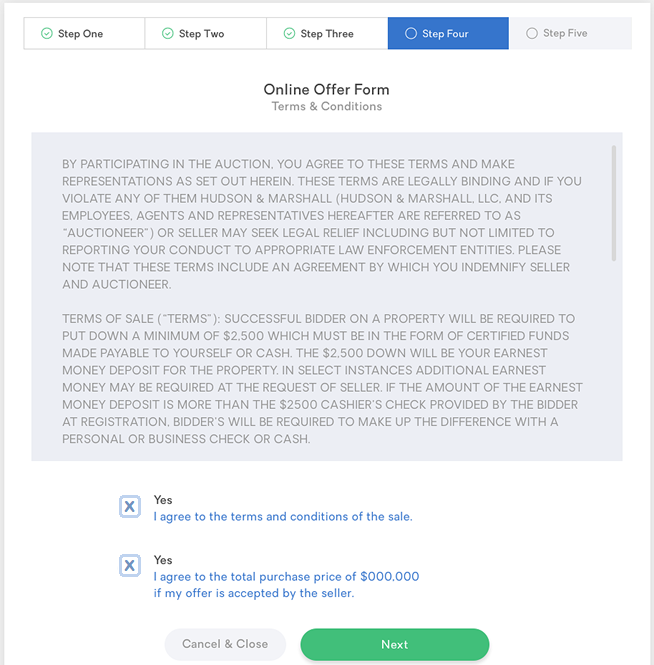 Step One
Step Two
Step Three
Step Four
Step Five
Online Offer Form
Terms & Conditions
BY PARTICIPATING IN THE AUCTION, YOU AGREE TO THESE TERMS AND MAKE
REPRESENTATIONS AS SET OUT HEREIN. THESE TERMS ARE LEGALLY BINDING AND IF YOU
VIOLATE ANY OF THEM HUDSON & MARSHALL (HUDSON & MARSHALL, LLC, AND ITS
EMPLOYEES, AGENTS AND REPRESENTATIVES HEREAFTER ARE REFERRED TO AS
“AUCTIONEER”) OR SELLER MAY SEEK LEGAL RELIEF INCLUDING BUT NOT LIMITED TO
REPORTING YOUR CONDUCT TO APPROPRIATE LAW ENFORCEMENT ENTITIES. PLEASE
NOTE THAT THESE TERMS INCLUDE AN AGREEMENT BY WHICH YOU INDEMNIFY SELLER
AND AUCTIONEER.
TERMS OF SALE (“TERMS”): SUCCESSFUL BIDDER ON A PROPERTY WILL BE REQUIRED TO
PUT DOWN A MINIMUM OF $2,500 WHICH MUST BE IN THE FORM OF CERTIFIED FUNDS
MADE PAYABLE TO YOURSELF OR CASH. THE $2,500 DOWN WILL BE YOUR EARNEST
MONEY DEPOSIT FOR THE PROPERTY. IN SELECT INSTANCES ADDITIONAL EARNEST
MONEY MAY BE REQUIRED AT THE REQUEST OF SELLER. IF THE AMOUNT OF THE EARNEST
MONEY DEPOSIT IS MORE THAN THE $2500 CASHIER’S CHECK PROVIDED BY THE BIDDER
AT REGISTRATION, BIDDER’S WILL BE REQUIRED TO MAKE UP THE DIFFERENCE WITH A
PERSONAL OR BUSINESS CHECK OR CASH.
X Yes
I agree to the terms and conditions of the sale.
X Yes
I agree to the total purchase price of $000,000
if my offer is accepted by the seller.
Cancel & Close
Next